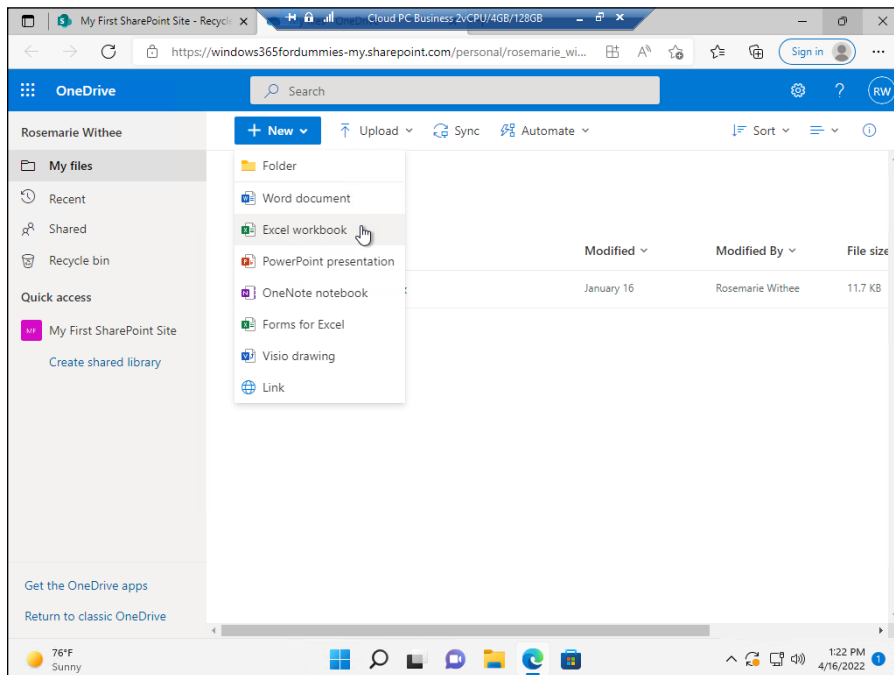 My First SharePoint Site - Recycle
Cloud PC Business 2vCPU/4GB/128GB
https://windows365fordummies-my.sharepoint.com/personal/rosemarie_wi...
Sign in
OneDrive
Search
RW
Rosemarie Withee
New
Upload
Sync
Automate
Sort
My files
Recent
Shared
Recycle bin
Quick access
MF
My First SharePoint Site
Create shared library
Folder
Word document
Excel workbook
PowerPoint presentation
OneNote notebook
Forms for Excel
Visio drawing
Link
Modified
Modified By
File size
January 16
Rosemarie Withee
11.7 KB
Get the OneDrive apps
Return to classic OneDrive
76°F
Sunny
1:22 PM
4/16/2022
1